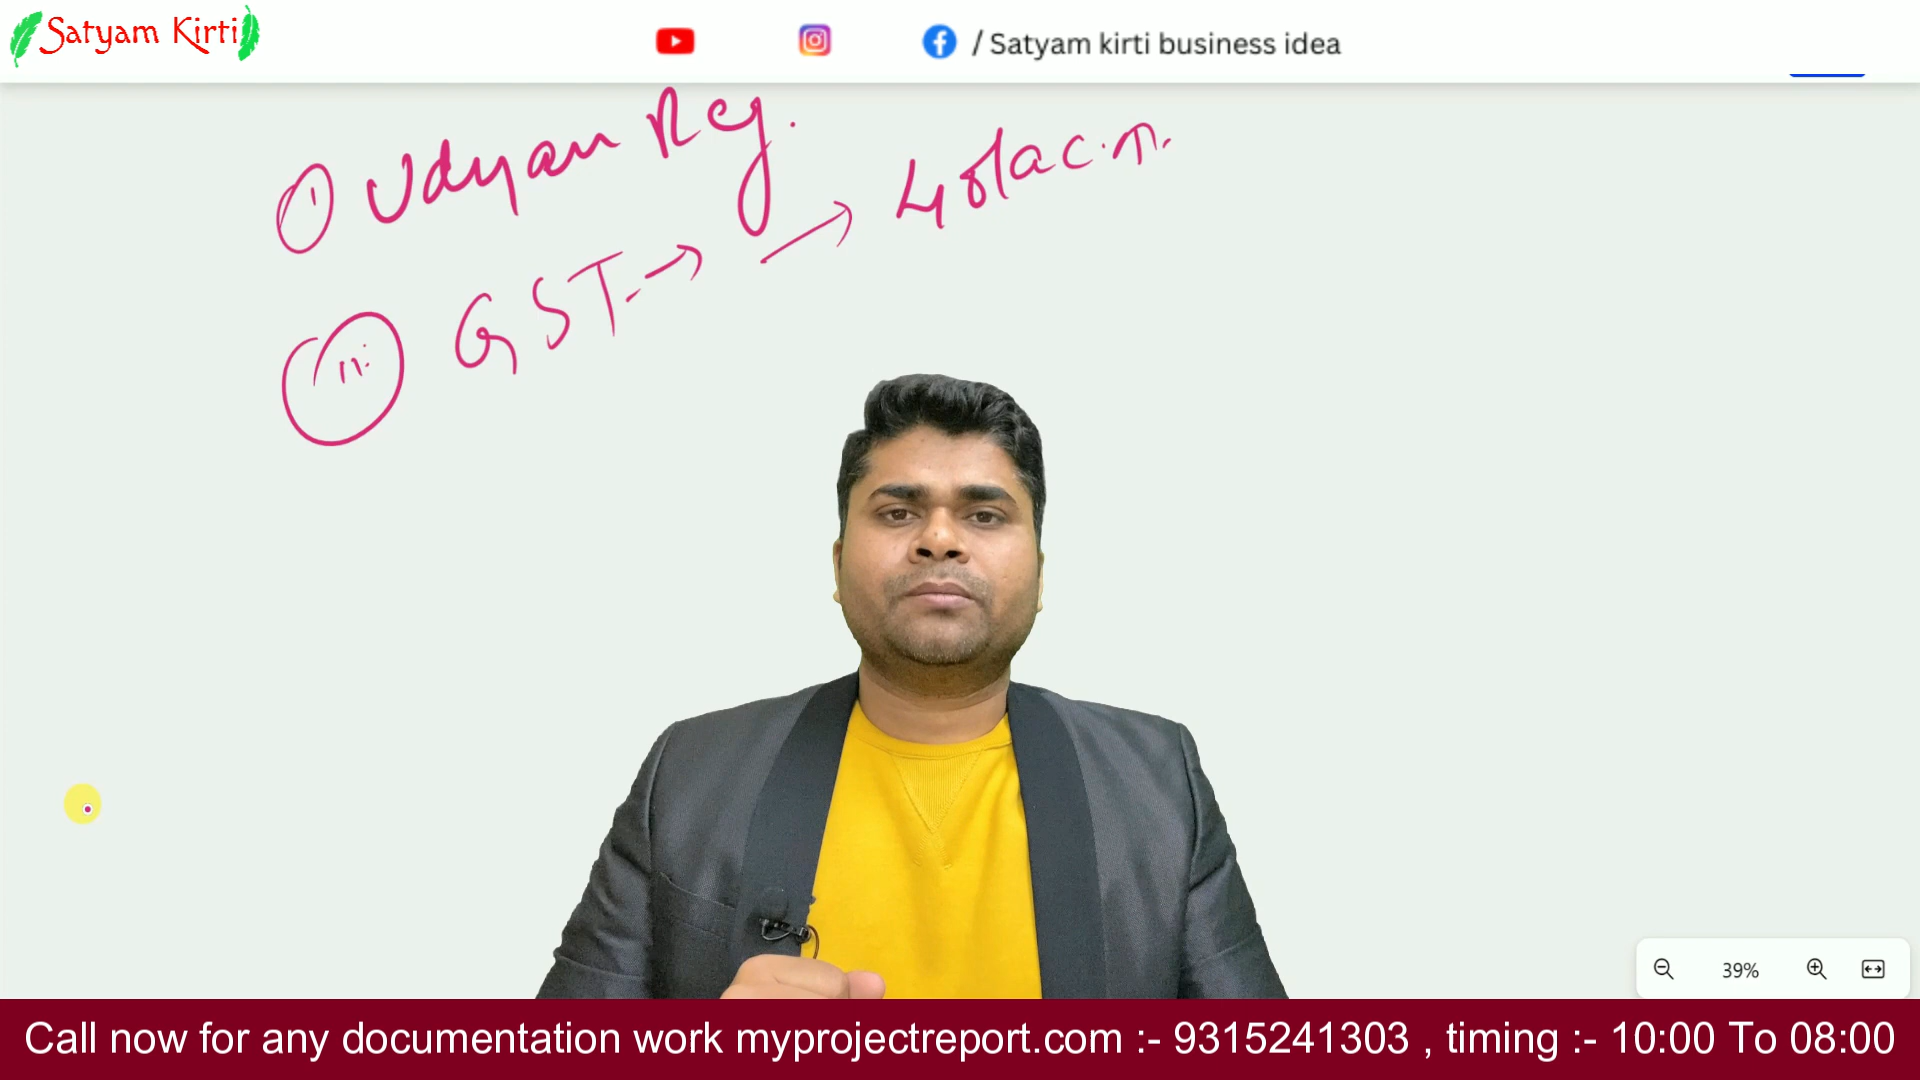 Satyam Kirti
/ Satyam kirti business idea
① Udyam Reg.
ii GST. → → 40lac.
39%
Call now for any documentation work myprojectreport.com :- 9315241303 , timing :- 10:00 To 08:00